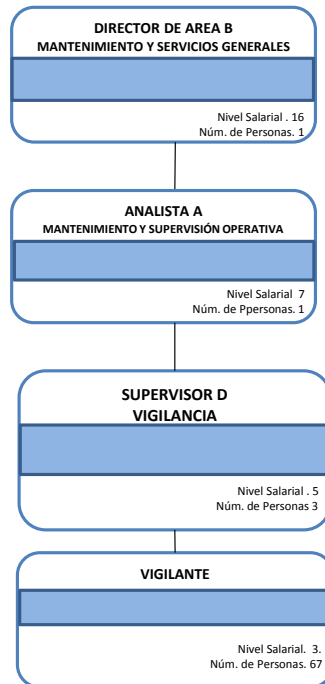 DIRECTOR DE AREA B
MANTENIMIENTO Y SERVICIOS GENERALES
Nivel Salarial . 16
Núm. de Personas. 1
ANALISTA A
MANTENIMIENTO Y SUPERVISIÓN OPERATIVA
Nivel Salarial 7
Núm. de Ppersonas. 1
SUPERVISOR D
VIGILANCIA
Nivel Salarial . 5
Núm. de Personas 3
VIGILANTE
Nivel Salarial. 3.
Núm. de Personas. 67